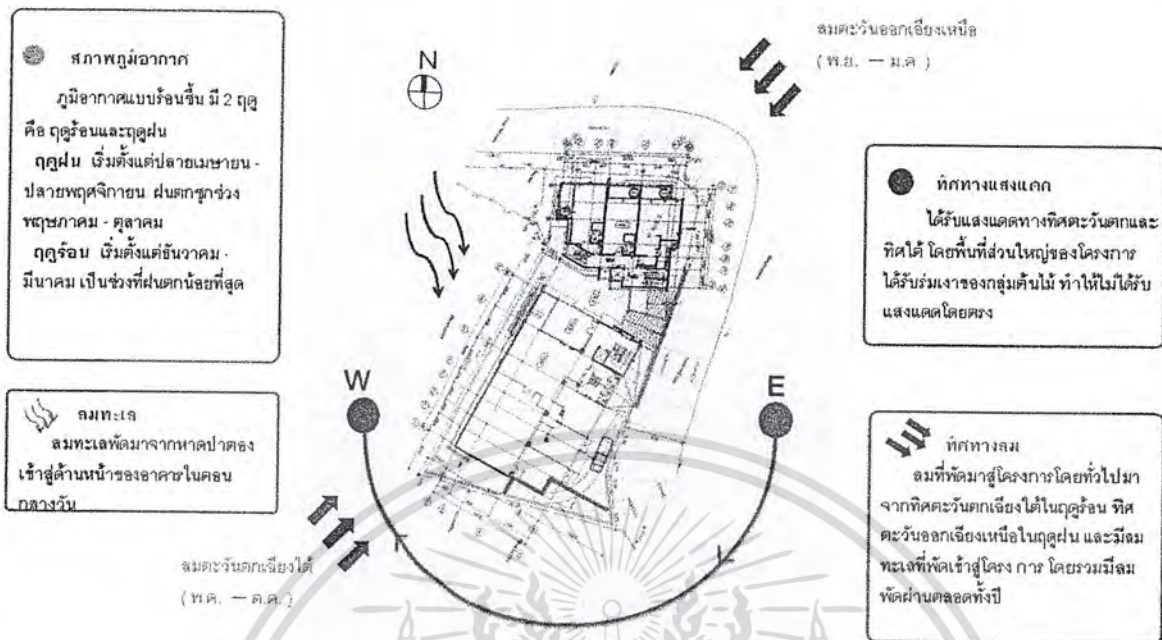 สภาพภูมิอากาศ
ภูมิอากาศแบบร้อนชื้น มี 2 ฤดู
คือ ฤดูร้อนและฤดูฝน
ฤดูฝน เริ่มตั้งแต่ปลายเมษายน -
ปลายพฤศจิกายน ฝนตกชุกช่วง
พฤษภาคม - ตุลาคม
ฤดูร้อน เริ่มตั้งแต่ธันวาคม -
มีนาคม เป็นช่วงที่ฝนตกน้อยที่สุด
ลมทะเล
ลมทะเลพัดมาจากหาดป่าตอง
เข้าสู่ด้านหน้าของอาคารในตอน
กลางวัน
ลมตะวันตกเฉียงใต้
(พ.ค. - ต.ค.)
N
W
E
ลมตะวันออกเฉียงเหนือ
(พ.ย. - ม.ค.)
ทิศทางแสงแดด
ได้รับแสงแดดทางทิศตะวันตกและ
ทิศใต้ โดยพื้นที่ส่วนใหญ่ของโครงการ
ได้รับร่มเงาของกลุ่มต้นไม้ ทำให้ไม่ได้รับ
แสงแดดโดยตรง
ทิศทางลม
ลมที่พัดมาสู่โครงการโดยทั่วไปมา
จากทิศตะวันตกเฉียงใต้ในฤดูร้อน ทิศ
ตะวันออกเฉียงเหนือในฤดูฝน และมีลม
ทะเลที่พัดเข้าสู่โครง การ โดยรวมมีลม
พัดผ่านตลอดทั้งปี